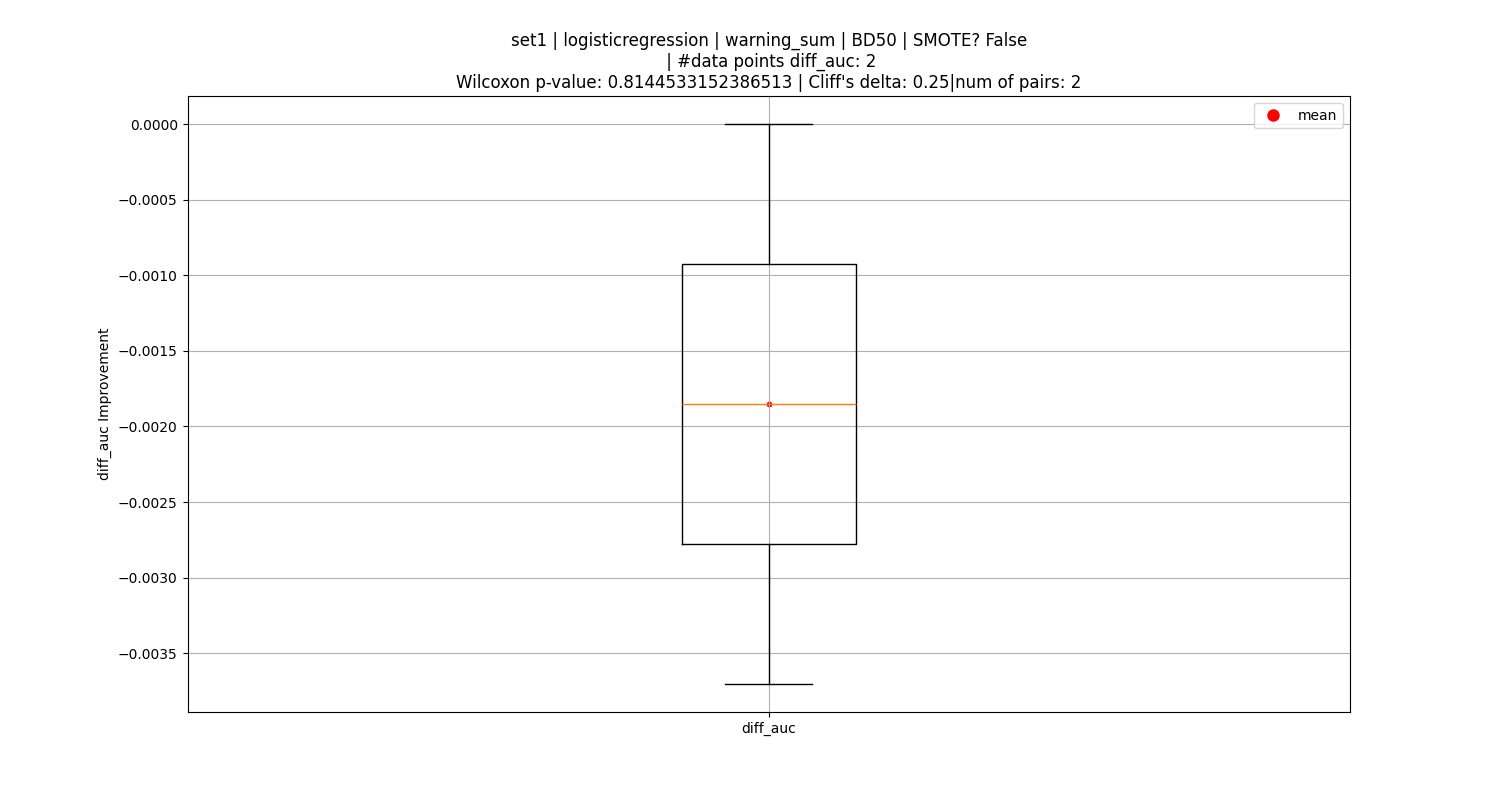 set1 | logisticregression | warning_sum | BD50 | SMOTE? False
| #data points diff_auc: 2
Wilcoxon p-value: 0.8144533152386513 | Cliff's delta: 0.25|num of pairs: 2
mean
0.0000
−0.0005
−0.0010
−0.0015
−0.0020
−0.0025
−0.0030
−0.0035
diff_auc Improvement
diff_auc